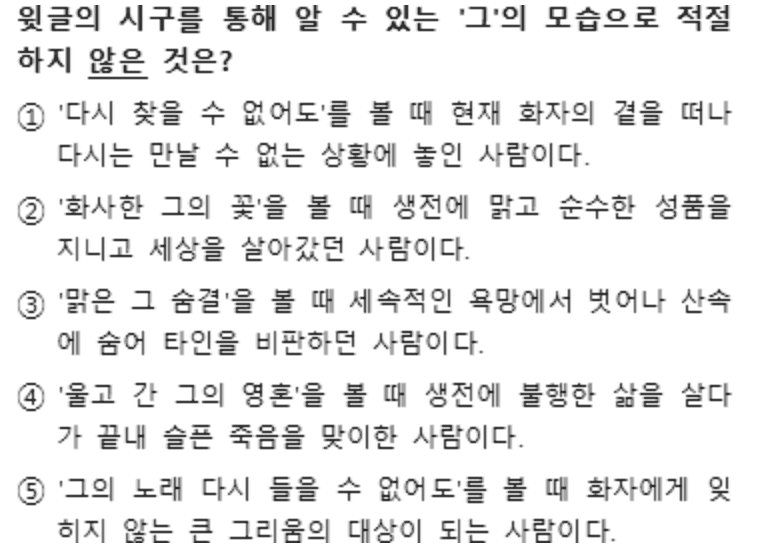 윗글의 시구를 통해 알 수 있는 '그'의 모습으로 적절
하지 않은 것은?
① '다시 찾을 수 없어도'를 볼 때 현재 화자의 곁을 떠나
다시는 만날 수 없는 상황에 놓인 사람이다.
② '화사한 그의 꽃'을 볼 때 생전에 맑고 순수한 성품을
지니고 세상을 살아갔던 사람이다.
③ '맑은 그 숨결'을 볼 때 세속적인 욕망에서 벗어나 산속
에 숨어 타인을 비판하던 사람이다.
④ '울고 간 그의 영혼'을 볼 때 생전에 불행한 삶을 살다
가 끝내 슬픈 죽음을 맞이한 사람이다.
⑤ '그의 노래 다시 들을 수 없어도'를 볼 때 화자에게 잊
히지 않는 큰 그리움의 대상이 되는 사람이다.